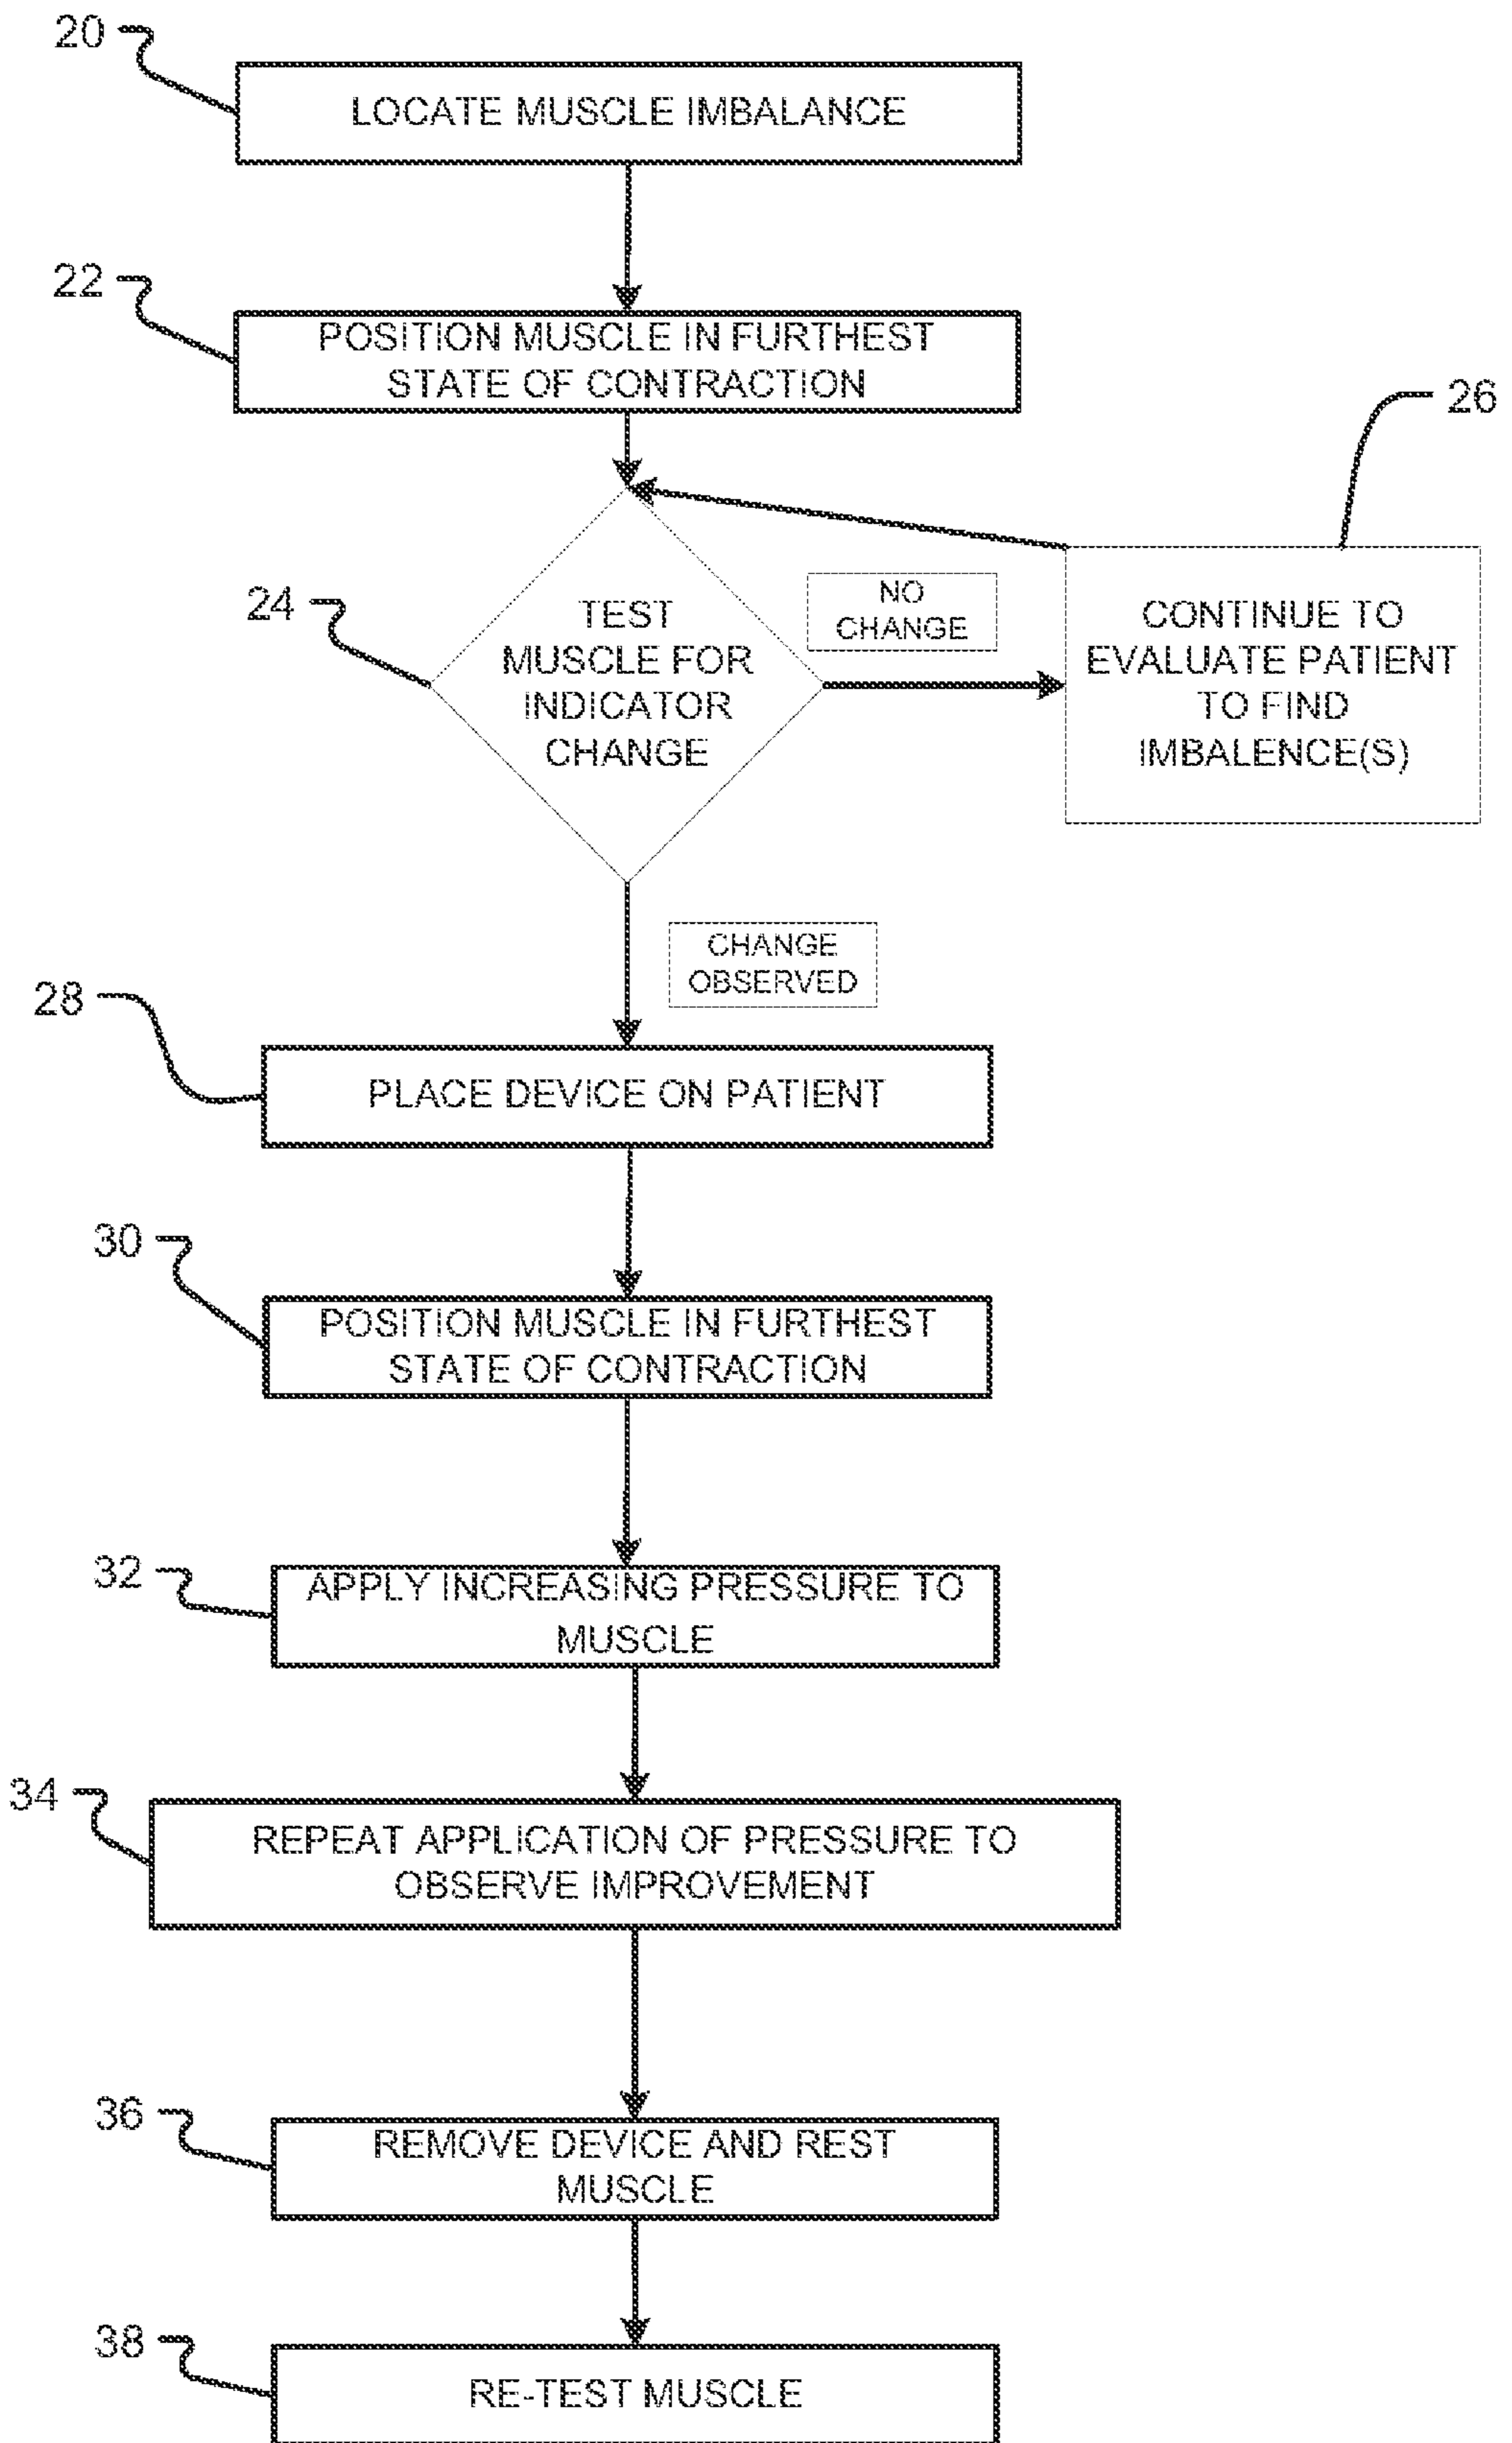 20
LOCATE MUSCLE IMBALANCE
22
POSITION MUSCLE IN FURTHEST
STATE OF CONTRACTION
26
24
TEST
MUSCLE FOR
INDICATOR
CHANGE
NO
CHANGE
CONTINUE TO
EVALUATE PATIENT
TO FIND
IMBALENCE(S)
CHANGE
OBSERVED
28
PLACE DEVICE ON PATIENT
30
POSITION MUSCLE IN FURTHEST
STATE OF CONTRACTION
32
APPLY INCREASING PRESSURE TO
MUSCLE
34
REPEAT APPLICATION OF PRESSURE TO
OBSERVE IMPROVEMENT
36
REMOVE DEVICE AND REST
MUSCLE
38
RE-TEST MUSCLE